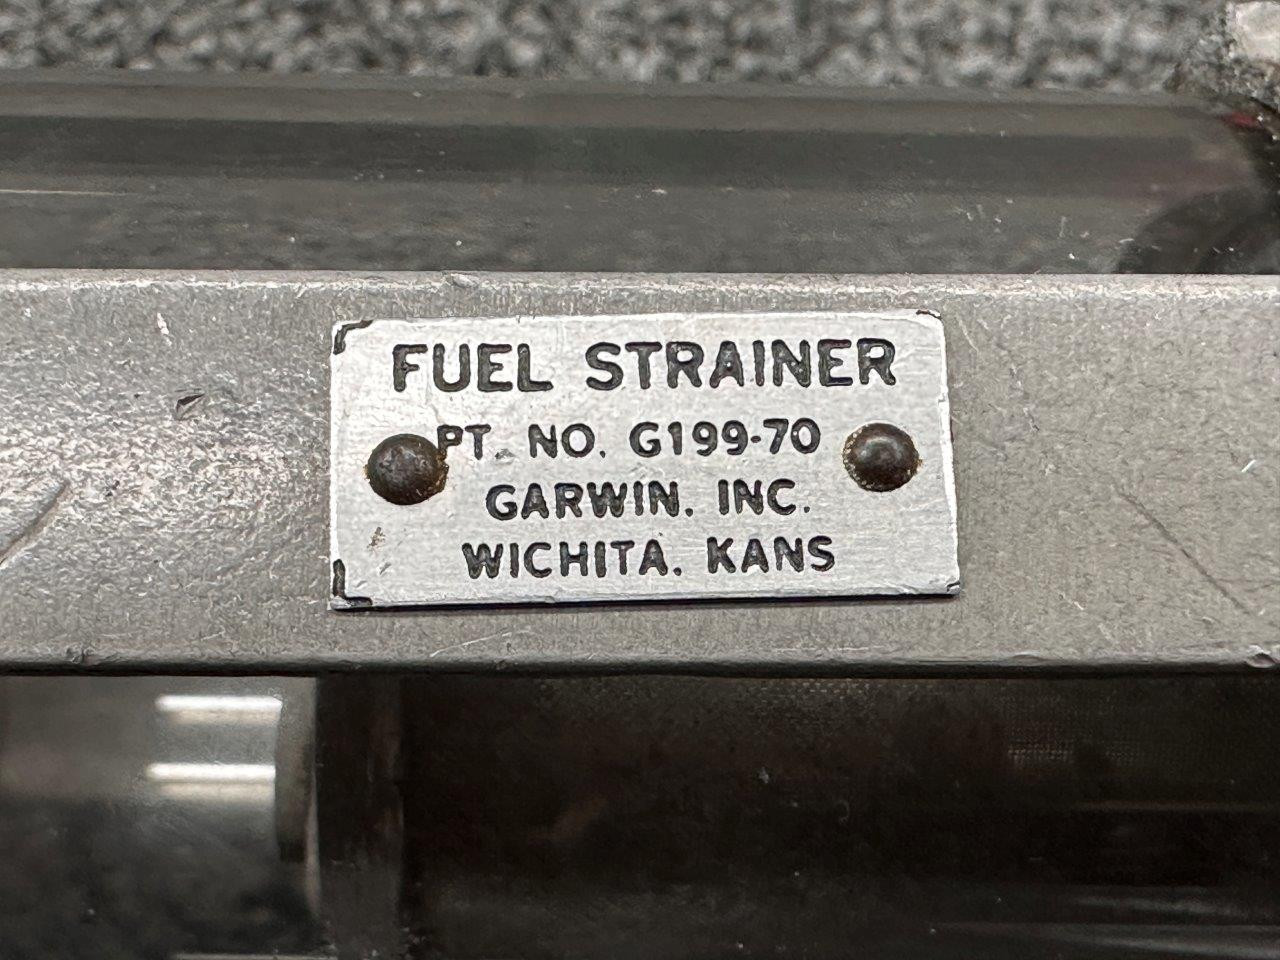 FUEL STRAINER
PT. NO. G199-70
GARWIN. INC.
WICHITA. KANS